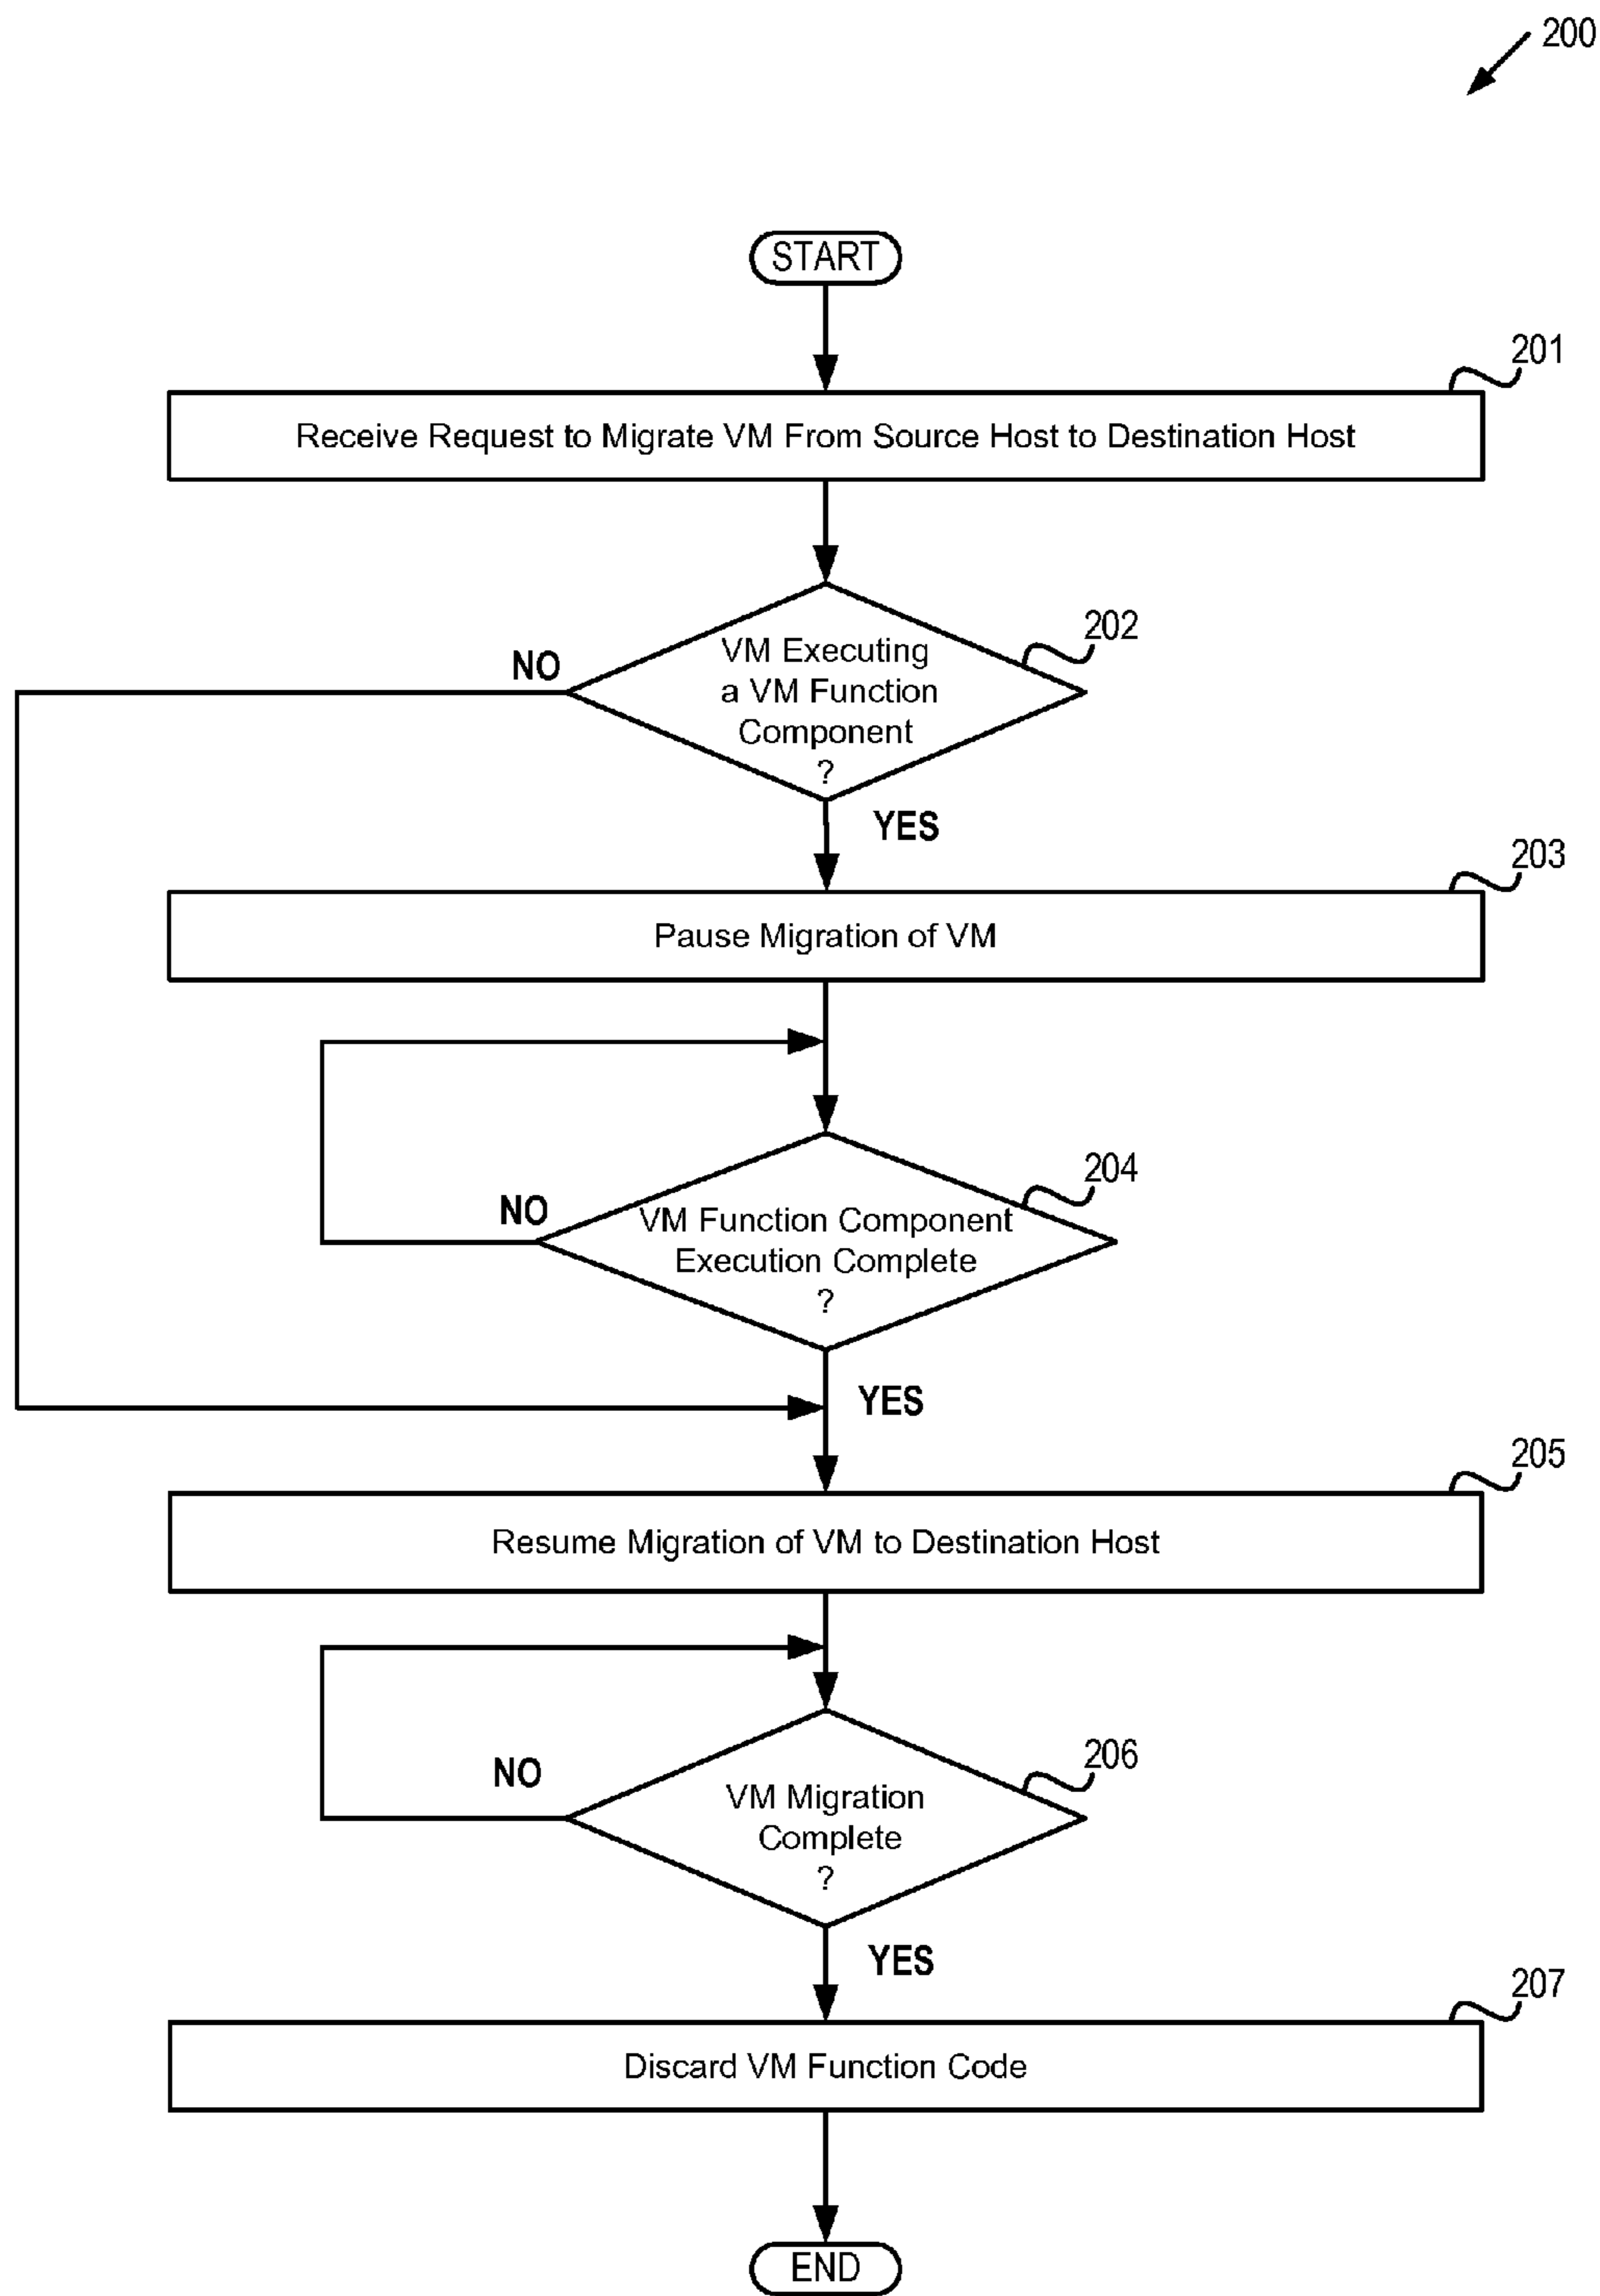 200
START
201
Receive Request to Migrate VM From Source Host to Destination Host
202
NO
VM Executing
a VM Function
Component
?
YES
203
Pause Migration of VM
204
NO
VM Function Component
Execution Complete
?
YES
205
Resume Migration of VM to Destination Host
206
NO
VM Migration
Complete
?
YES
207
Discard VM Function Code
END